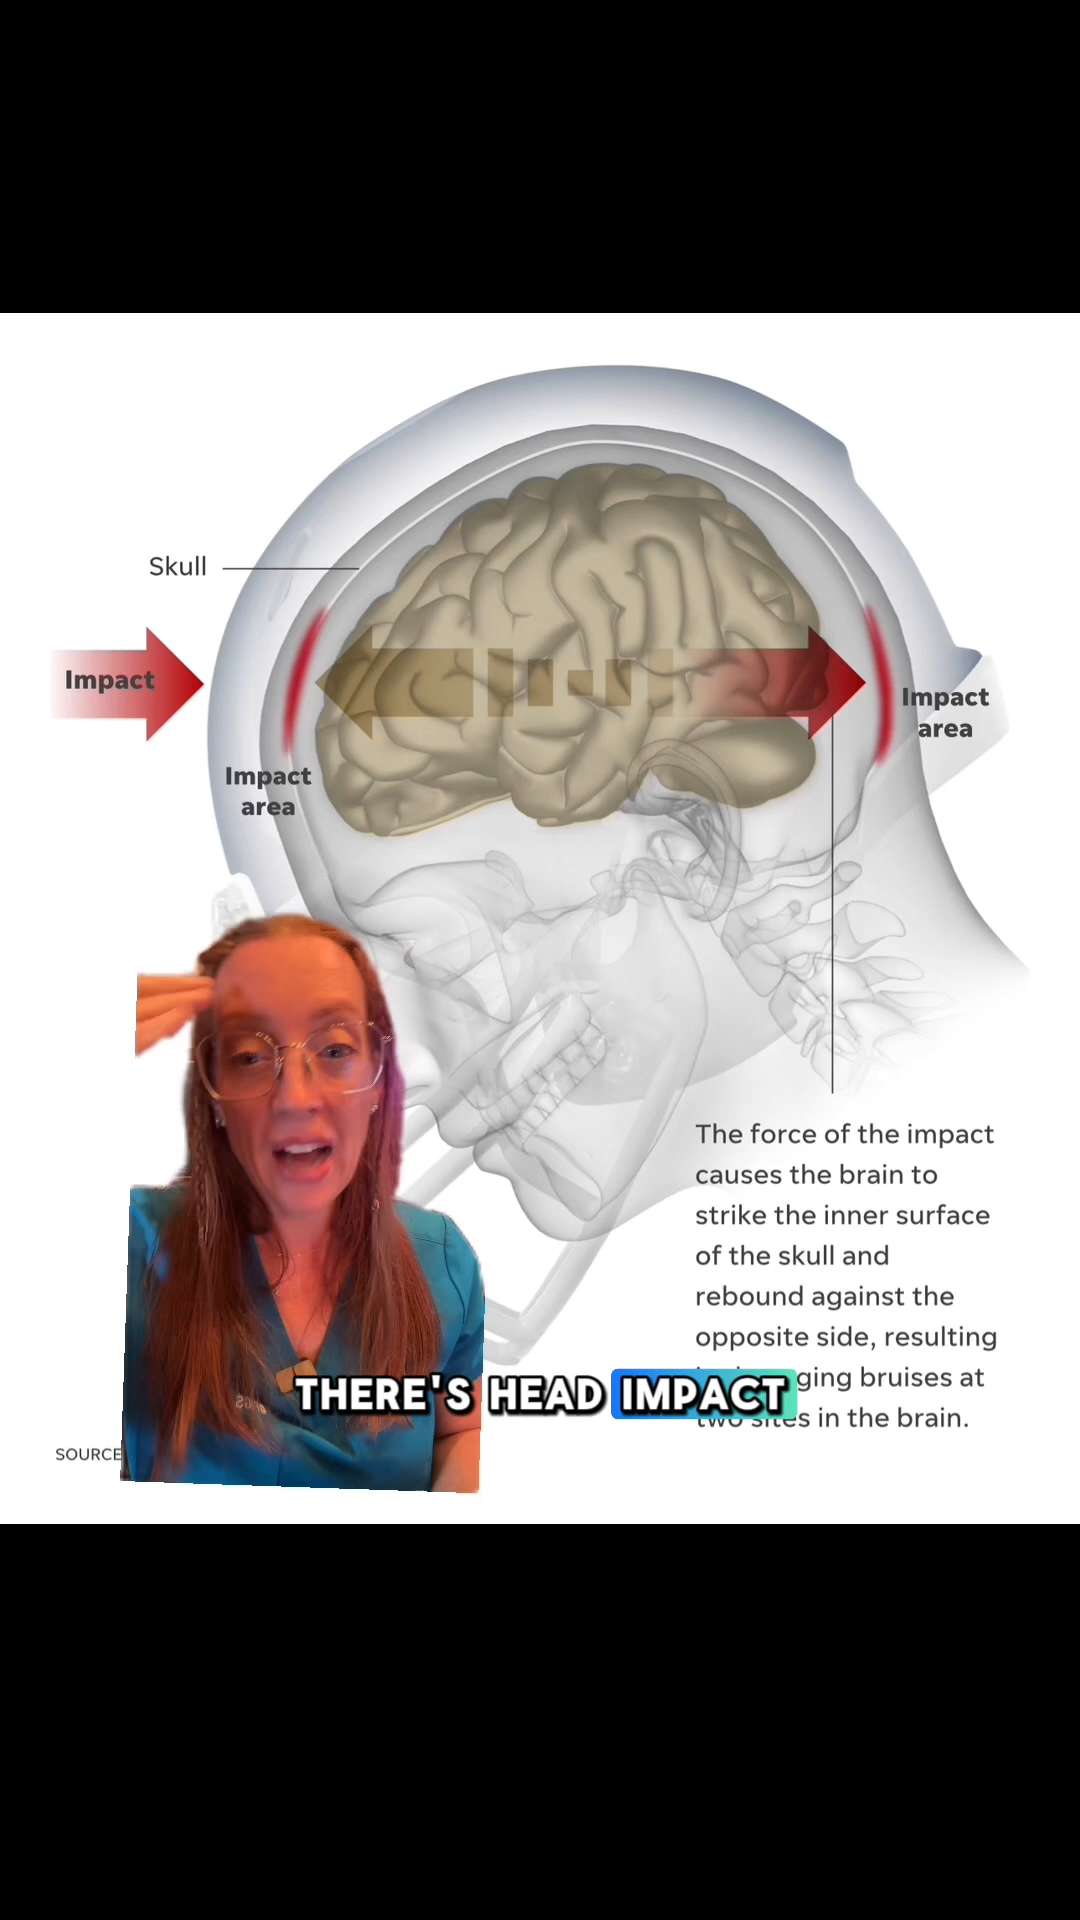 Skull
Impact
Impact
area
Impact
area
The force of the impact
causes the brain to
strike the inner surface
of the skull and
rebound against the
opposite side, resulting
bruises at
two sites in the brain.
THERE'S HEAD IMPACT
SOURCE